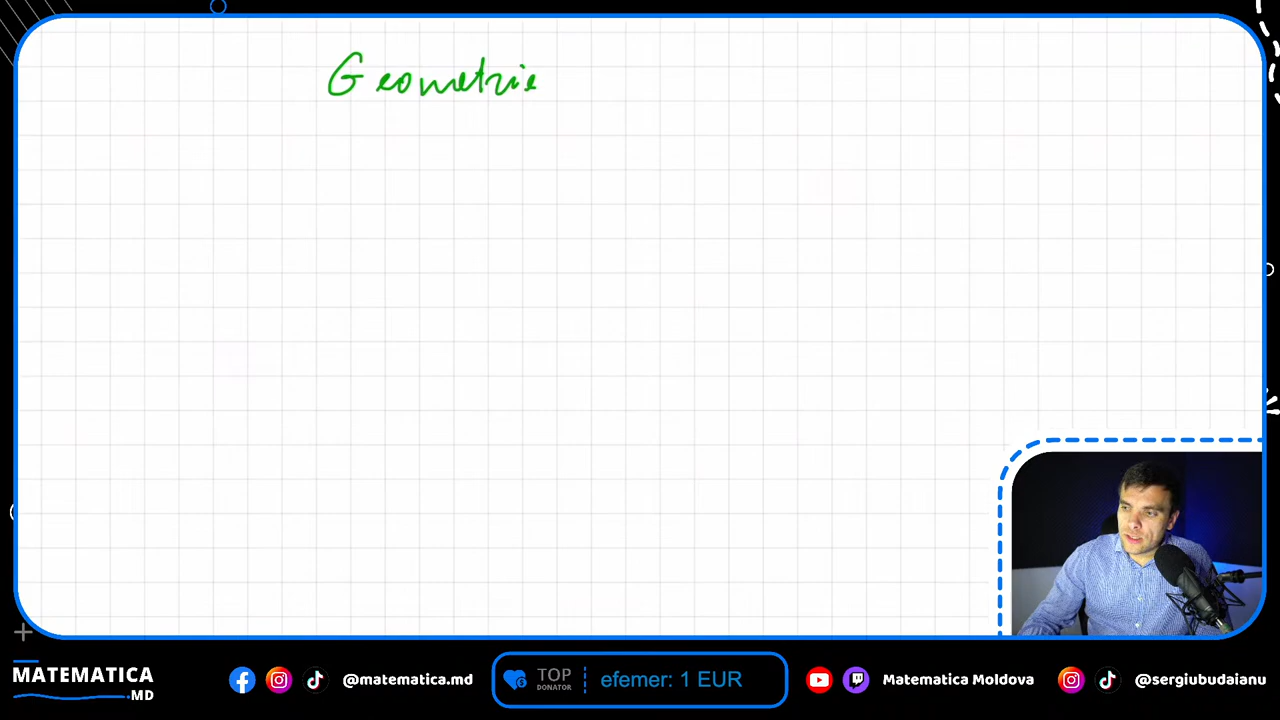 Geometrie
MATEMATICA
.MD
@matematica.md
TOP
DONATOR
efemer: 1 EUR
Matematica Moldova
@sergiubudaianu